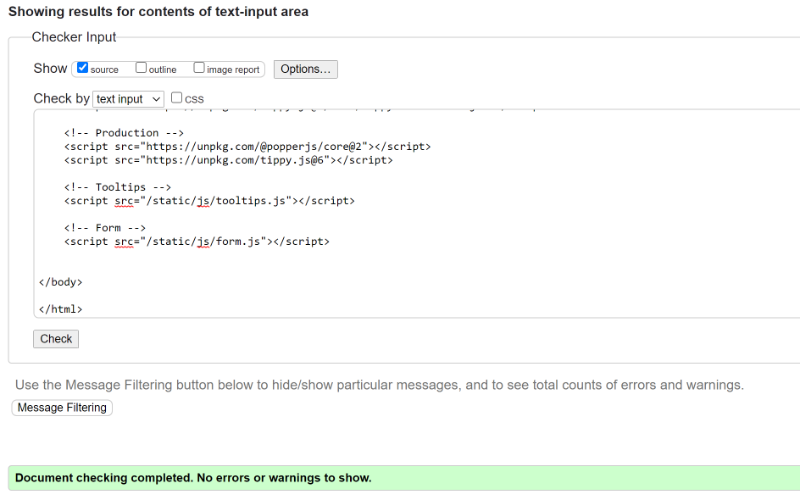 Showing results for contents of text-input area
Checker Input
Show source outline image report Options...
Check by text input css
<!-- Production -->
<script src="https://unpkg.com/@popperjs/core@2"></script>
<script src="https://unpkg.com/tippy.js@6"></script>
<!-- Tooltips -->
<script src="/static/js/tooltips.js"></script>
<!-- Form -->
<script src="/static/js/form.js"></script>
</body>
</html>
Check
Use the Message Filtering button below to hide/show particular messages, and to see total counts of errors and warnings.
Message Filtering
Document checking completed. No errors or warnings to show.